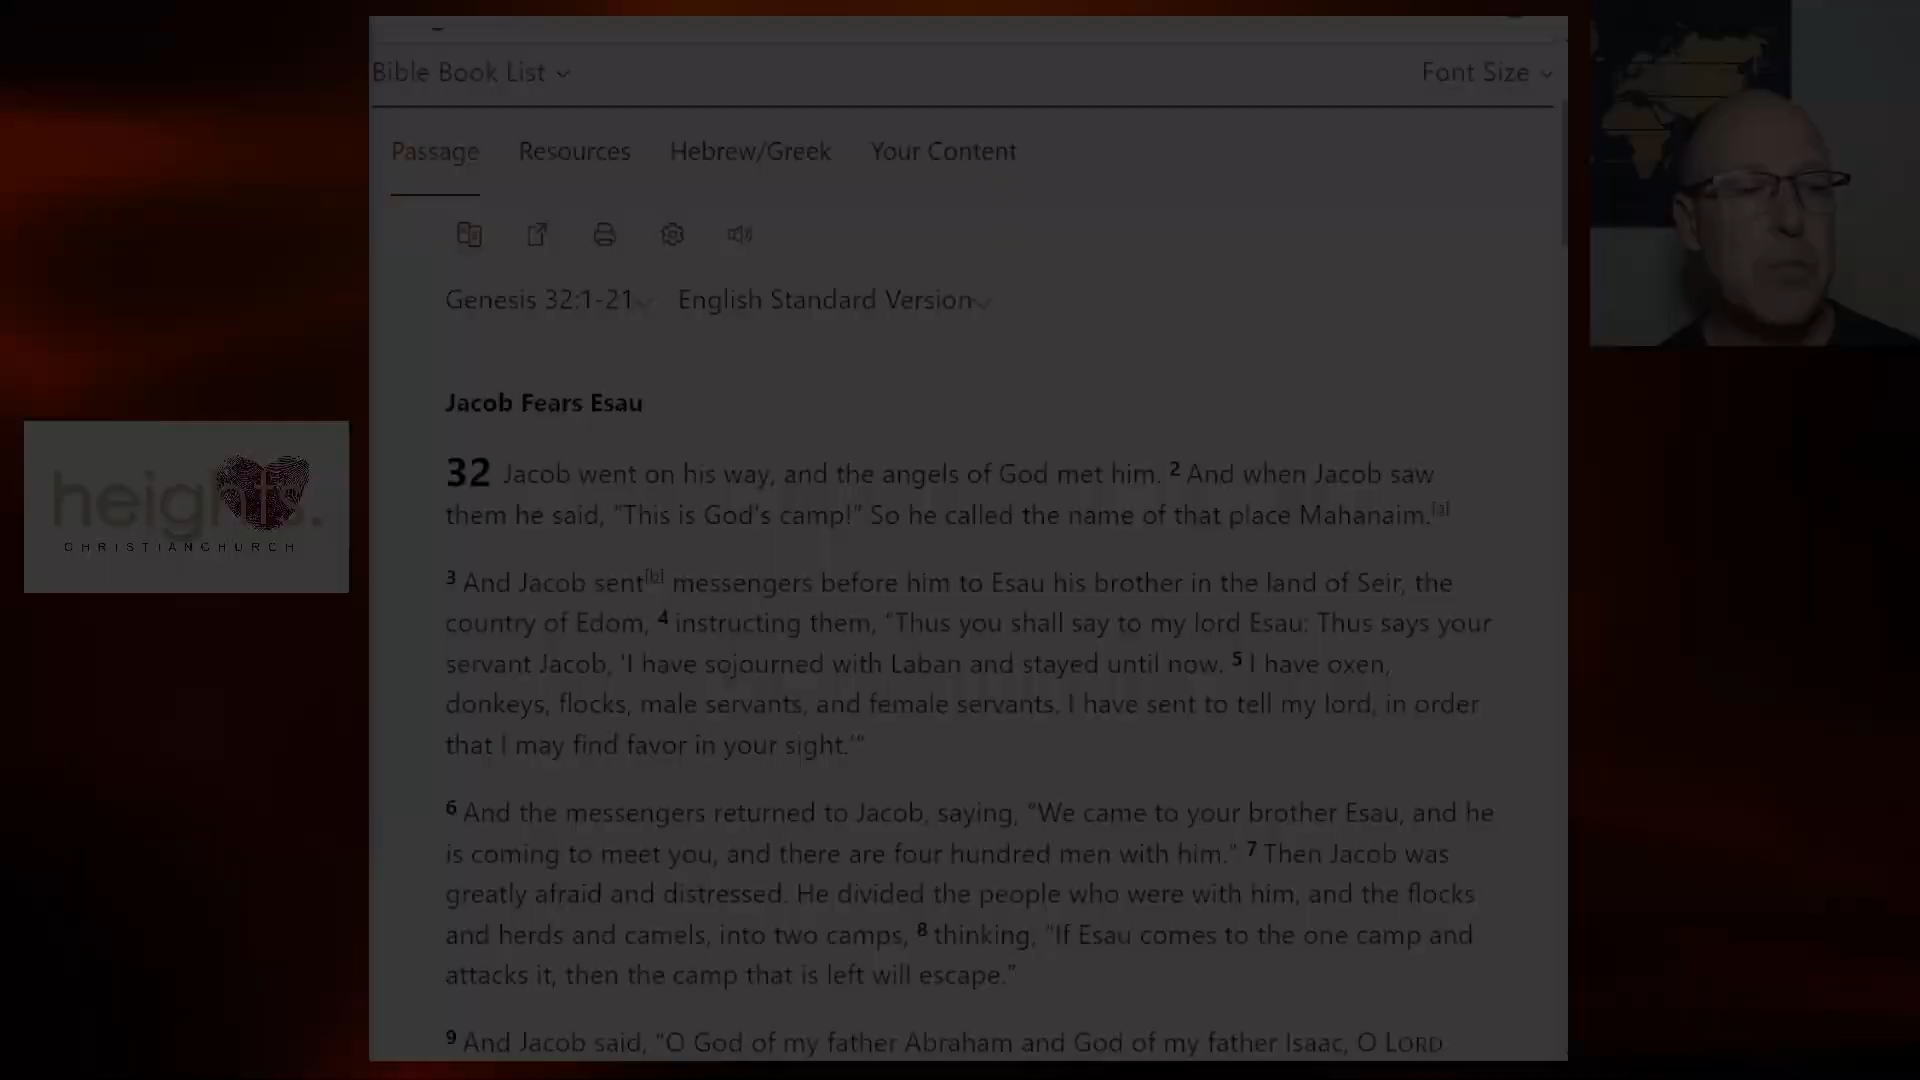 Bible Book List
Font Size
Passage Resources Hebrew/Greek Your Content
Genesis 32:1-21 English Standard Version
Jacob Fears Esau
32 Jacob went on his way, and the angels of God met him. 2 And when Jacob saw
them he said, “This is God's camp!” So he called the name of that place Mahanaim.[a]
3 And Jacob sent[b] messengers before him to Esau his brother in the land of Seir, the
country of Edom, 4 instructing them, “Thus you shall say to my lord Esau: Thus says your
servant Jacob, ‘I have sojourned with Laban and stayed until now. 5 I have oxen,
donkeys, flocks, male servants, and female servants. I have sent to tell my lord, in order
that I may find favor in your sight.’”
6 And the messengers returned to Jacob, saying, “We came to your brother Esau, and he
is coming to meet you, and there are four hundred men with him.” 7 Then Jacob was
greatly afraid and distressed. He divided the people who were with him, and the flocks
and herds and camels, into two camps, 8 thinking, “If Esau comes to the one camp and
attacks it, then the camp that is left will escape.”
9 And Jacob said, “O God of my father Abraham and God of my father Isaac, O LORD
heights.
CHRISTIANCHURCH